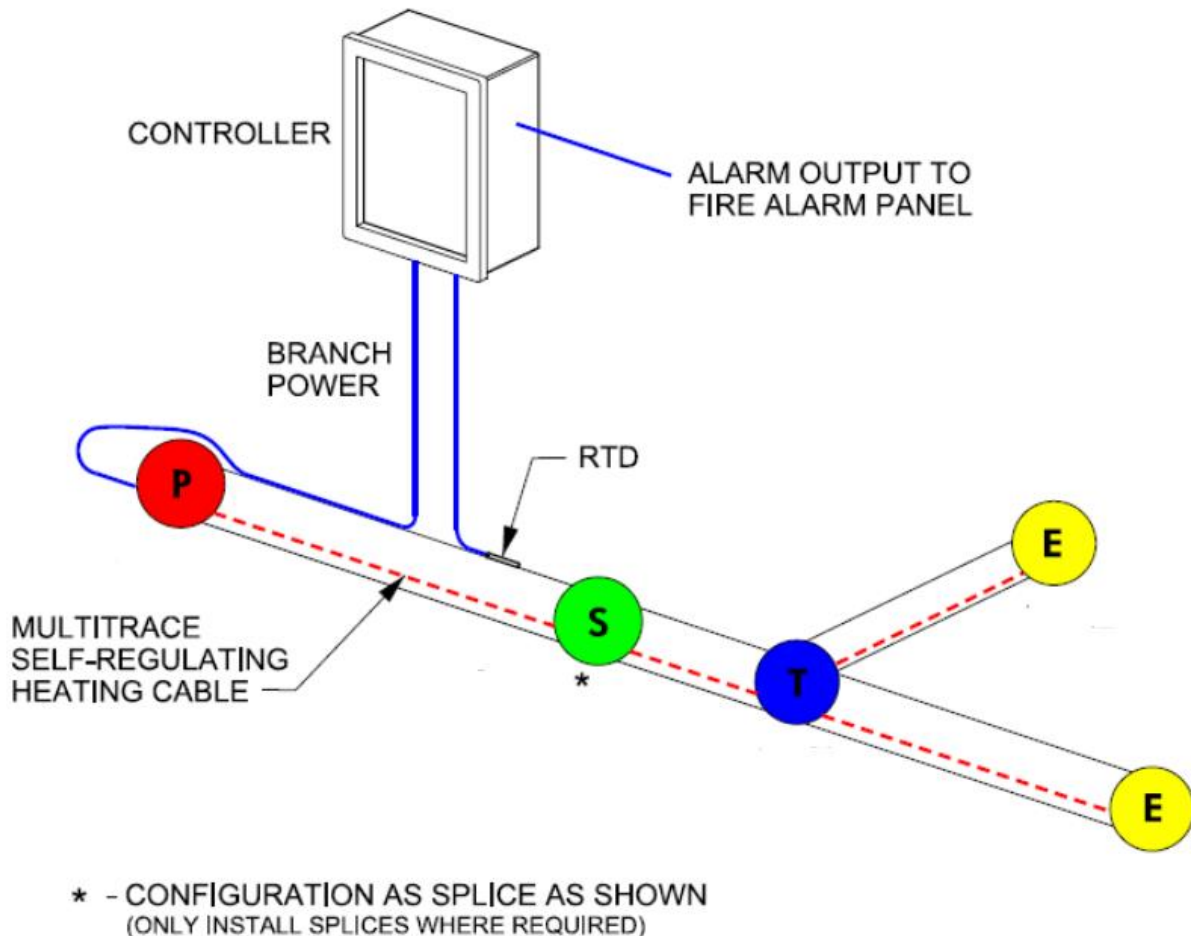 CONTROLLER
ALARM OUTPUT TO
FIRE ALARM PANEL
BRANCH
POWER
RTD
P
E
MULTITRACE
SELF-REGULATING
HEATING CABLE
S
*
T
E
* - CONFIGURATION AS SPLICE AS SHOWN
(ONLY INSTALL SPLICES WHERE REQUIRED)